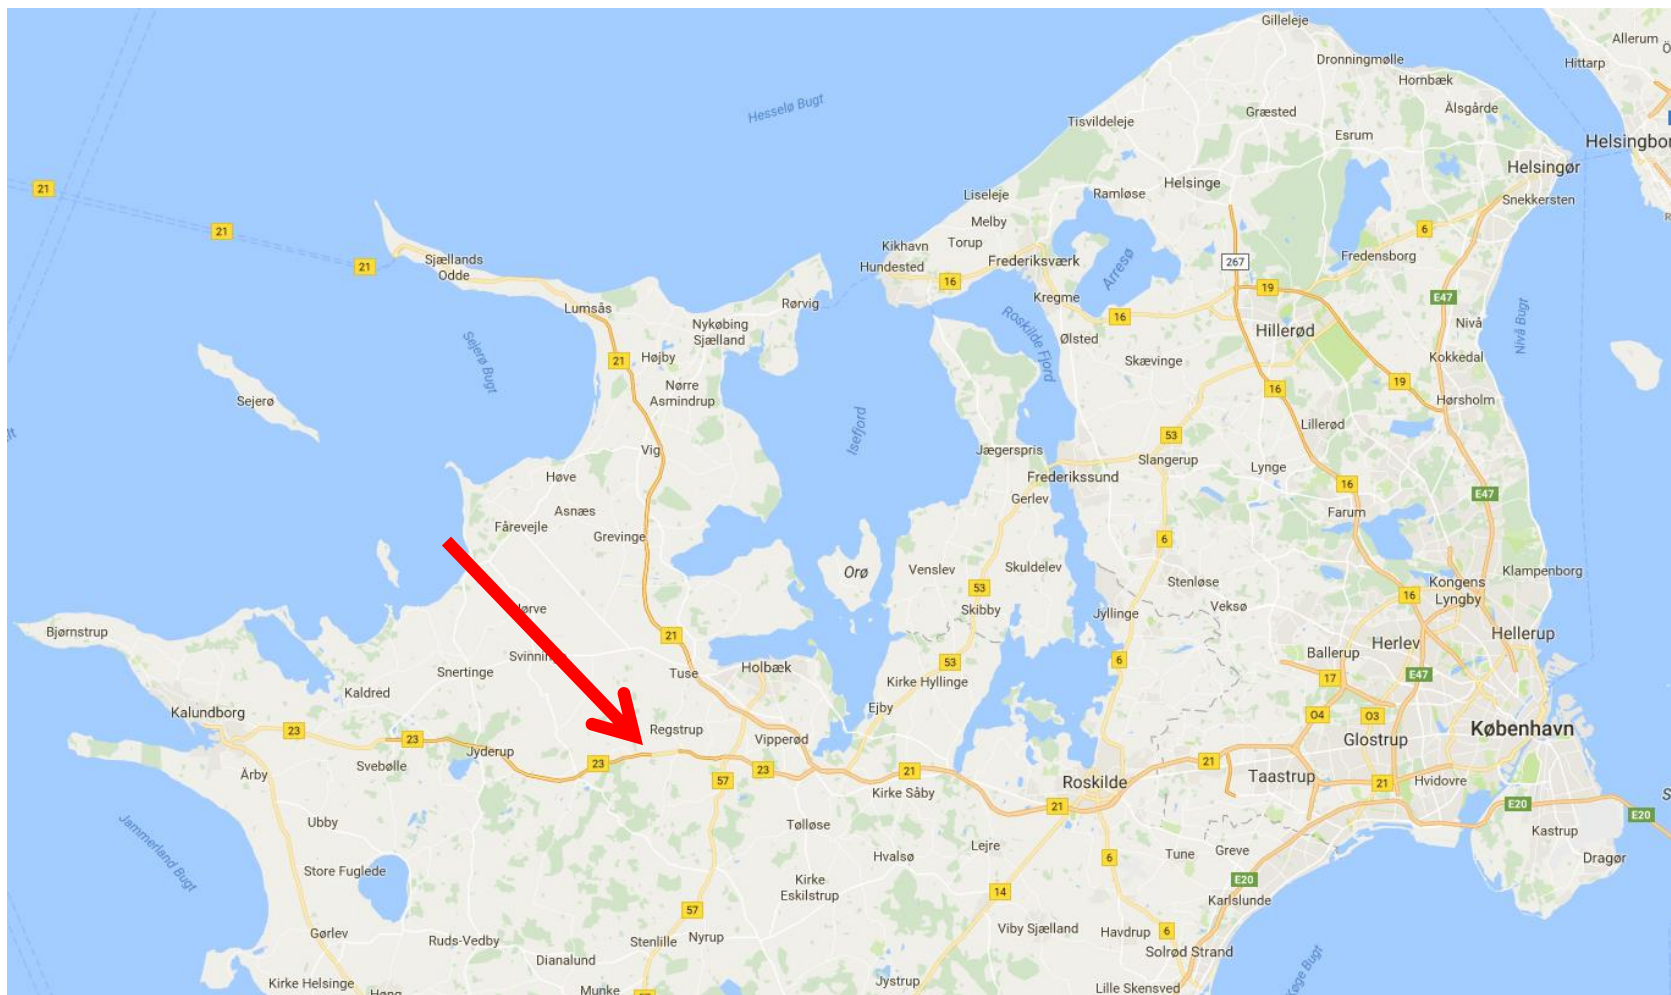 Gilleleje
Allerum
Hittarp
Dronningmølle
Hornbæk
Hesselø Bugt
Græsted
Ålsgårde
Tisvildeleje
Esrum
Helsingør
Helsinge
Ramløse
Liseleje
Snekkersten
21
Melby
Torup
6
21
Kikhavn
Hundested
Frederiksværk
Fredensborg
Arresø
267
21
Sjællands
Odde
16
19
E47
Kregme
Rørvig
Lumsås
16
Roskilde Fjord
Nivå
Nivå Bugt
Nykøbing
Sjælland
Hillerød
Ølsted
Sejerø Bugt
21
Højby
Skævinge
Kokkedal
Nørre
Asmindrup
16
19
Sejerø
Hørsholm
Isefjord
Lillerød
53
Vig
Jægerspris
Slangerup
Lynge
Høve
Frederikssund
16
E47
Gerlev
Asnæs
Farum
Fårevejle
Grevinge
6
Orø
Venslev
Skuldelev
Klampenborg
Stenløse
Kongens
Lyngby
53
16
Skibby
Veksø
Jyllinge
Bjørnstrup
21
Hellerup
Herlev
Ballerup
6
53
Holbæk
Snertinge
Tuse
E47
17
Kirke Hyllinge
Kaldred
Kalundborg
Ejby
O4
O3
23
Regstrup
København
23
Vipperød
Glostrup
Jyderup
23
Svebølle
23
21
21
Årby
57
Roskilde
Taastrup
21
Hvidovre
Kirke Såby
21
E20
E20
Ubby
Tølløse
Kastrup
Jammerland Bugt
Lejre
Hvalsø
6
Tune
Greve
Dragør
Store Fuglede
Kirke
Eskilstrup
14
E20
Karlslunde
57
Gørlev
Ruds-Vedby
Stenlille
Nyrup
Viby Sjælland
Havdrup
6
Solrød Strand
Dianalund
Køge Bugt
Kirke Helsinge
Munke
Jystrup
Lille Skensved